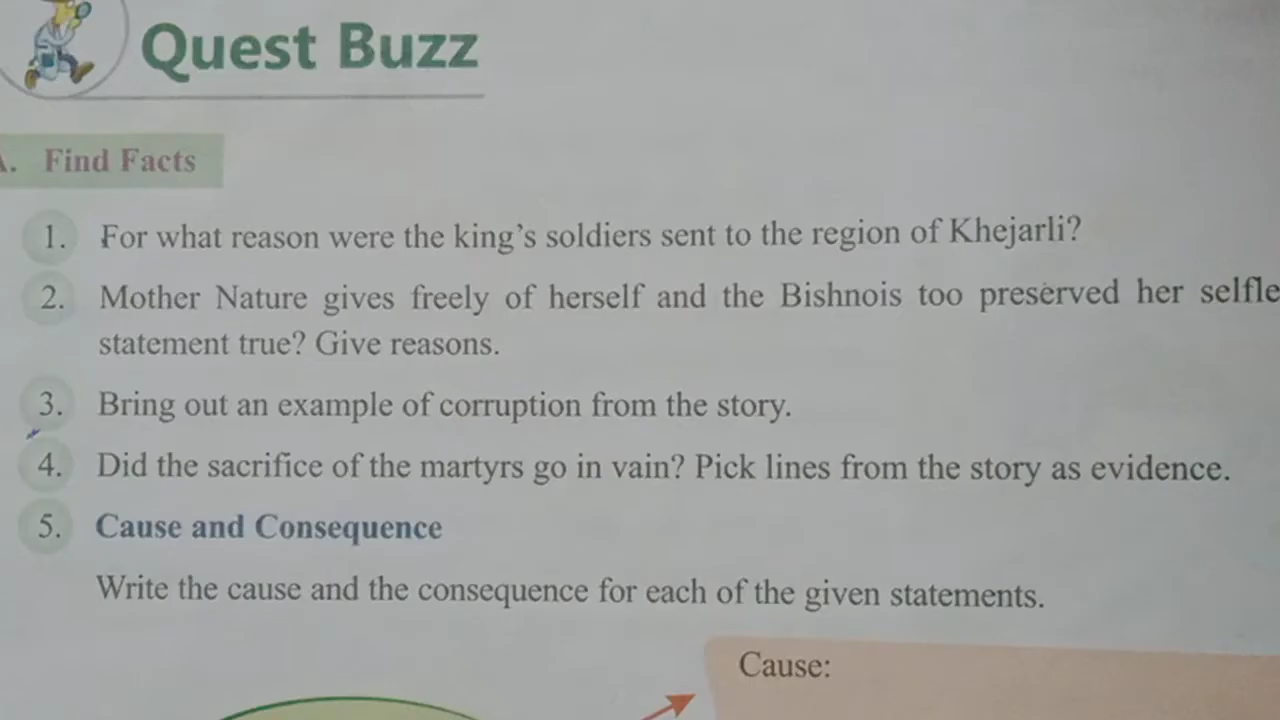 Quest Buzz
A. Find Facts
1. For what reason were the king's soldiers sent to the region of Khejarli?
2. Mother Nature gives freely of herself and the Bishnois too preserved her
statement true? Give reasons.
3. Bring out an example of corruption from the story.
4. Did the sacrifice of the martyrs go in vain? Pick lines from the story as evidence.
5. Cause and Consequence
Write the cause and the consequence for each of the given statements.
Cause: